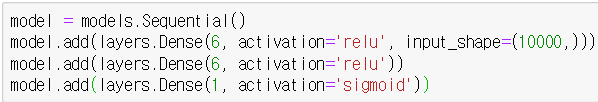 model = models.Sequential()
model.add(layers.Dense(6, activation='relu', input_shape=(10000,)))
model.add(layers.Dense(6, activation='relu'))
model.add(layers.Dense(1, activation='sigmoid'))